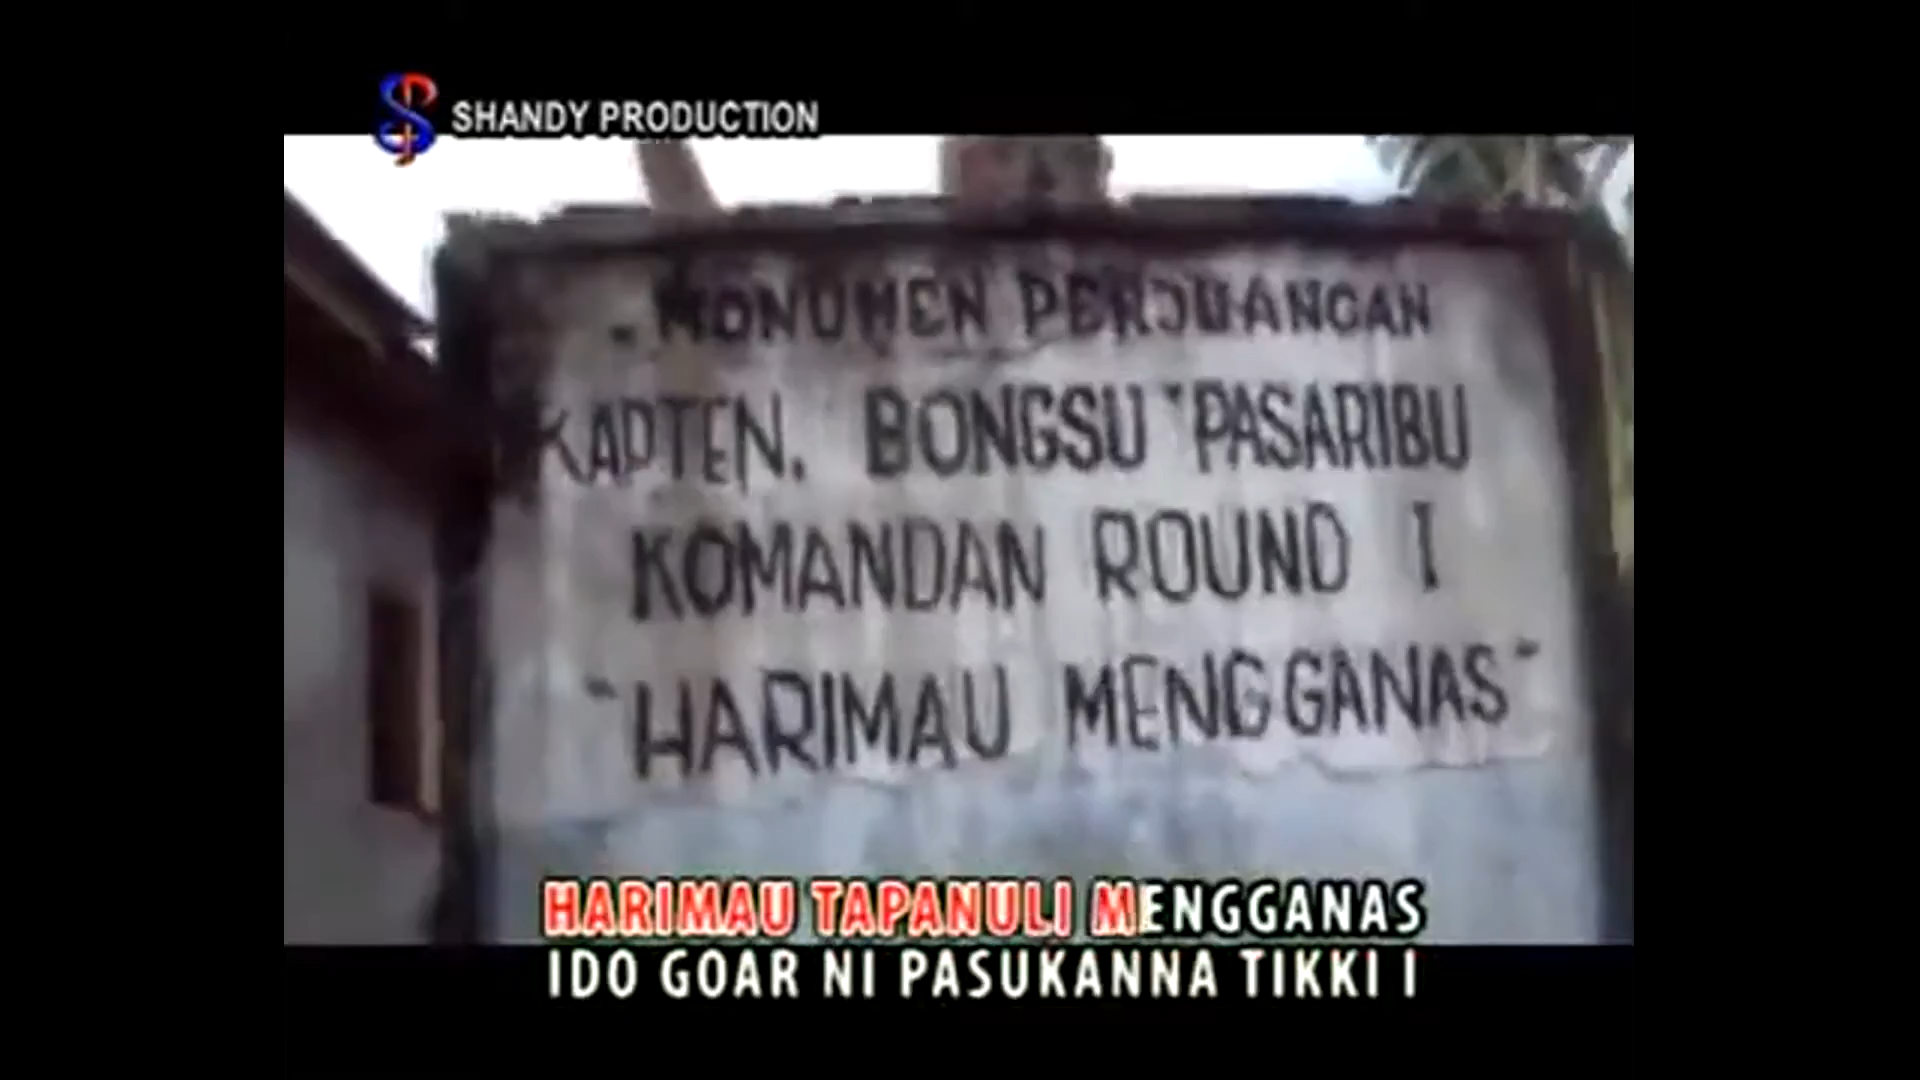 SHANDY PRODUCTION
"MONUMEN PERJUANGAN
KAPTEN. BONGSU PASARIBU
KOMANDAN ROUND I
"HARIMAU MENGGANAS"
HARIMAU TAPANULI MENGGANAS
IDO GOAR NI PASUKANNA TIKKI I